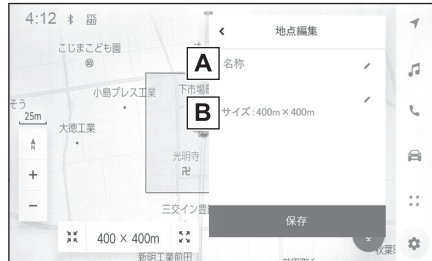 4:12
地点編集
こじまこども園
A 名称
小島プレス工業
下市場
そう
25m
B サイズ:400m×400m
大徳工業
N
光明寺
卍
+
三交イン豊
-
400 × 400m
保存
新明工業前田